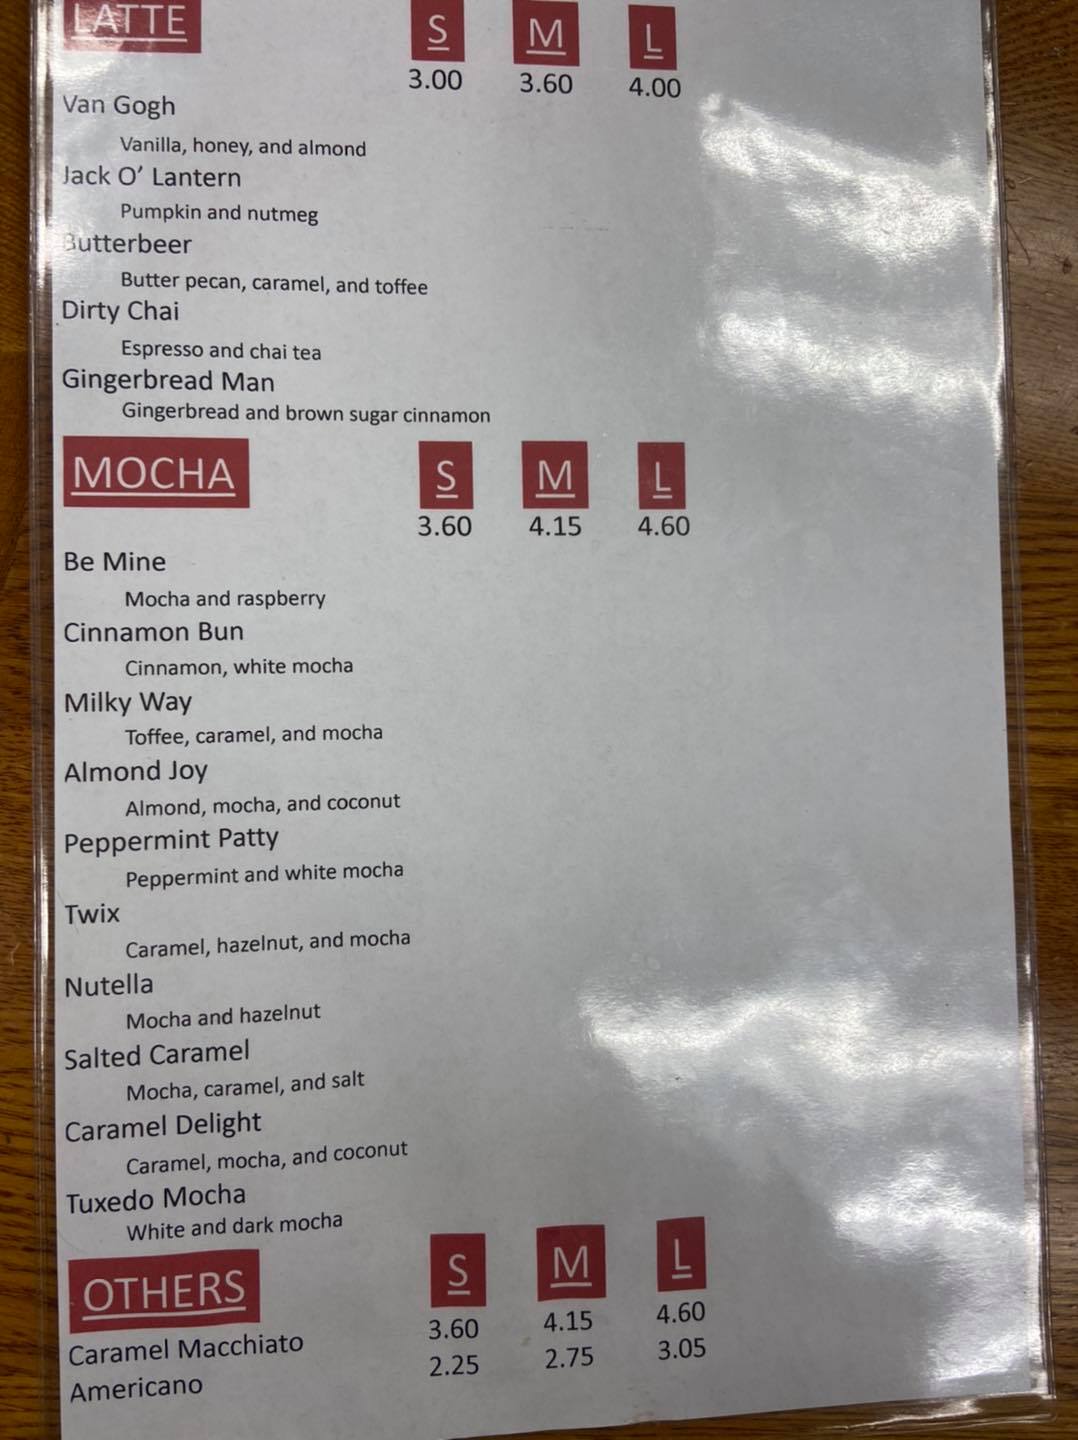 LATTE S M L
3.00 3.60 4.00
Van Gogh
Vanilla, honey, and almond
Jack O' Lantern
Pumpkin and nutmeg
Butterbeer
Butter pecan, caramel, and toffee
Dirty Chai
Espresso and chai tea
Gingerbread Man
Gingerbread and brown sugar cinnamon
MOCHA S M L
3.60 4.15 4.60
Be Mine
Mocha and raspberry
Cinnamon Bun
Cinnamon, white mocha
Milky Way
Toffee, caramel, and mocha
Almond Joy
Almond, mocha, and coconut
Peppermint Patty
Peppermint and white mocha
Twix
Caramel, hazelnut, and mocha
Nutella
Mocha and hazelnut
Salted Caramel
Mocha, caramel, and salt
Caramel Delight
Caramel, mocha, and coconut
Tuxedo Mocha
White and dark mocha
OTHERS S M L
Caramel Macchiato 3.60 4.15 4.60
Americano 2.25 2.75 3.05